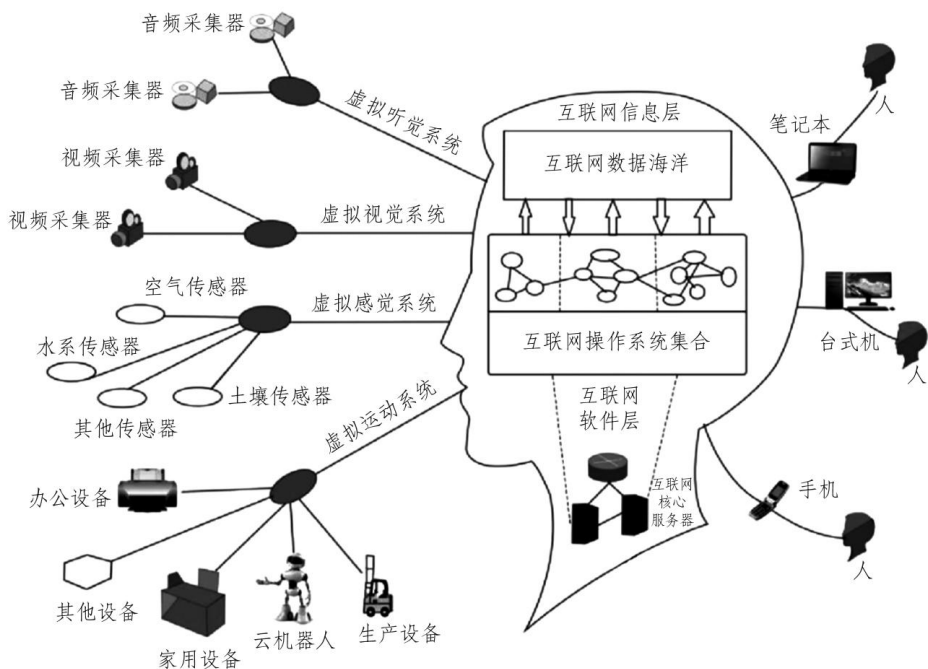 音频采集器
音频采集器
虚拟听觉系统
视频采集器
视频采集器
虚拟视觉系统
空气传感器
水系传感器
其他传感器
土壤传感器
虚拟感觉系统
虚拟运动系统
办公设备
其他设备
家用设备
云机器人
生产设备
互联网信息层
互联网数据海洋
互联网操作系统集合
互联网
软件层
互联网
核心
服务器
笔记本
人
台式机
人
手机
人